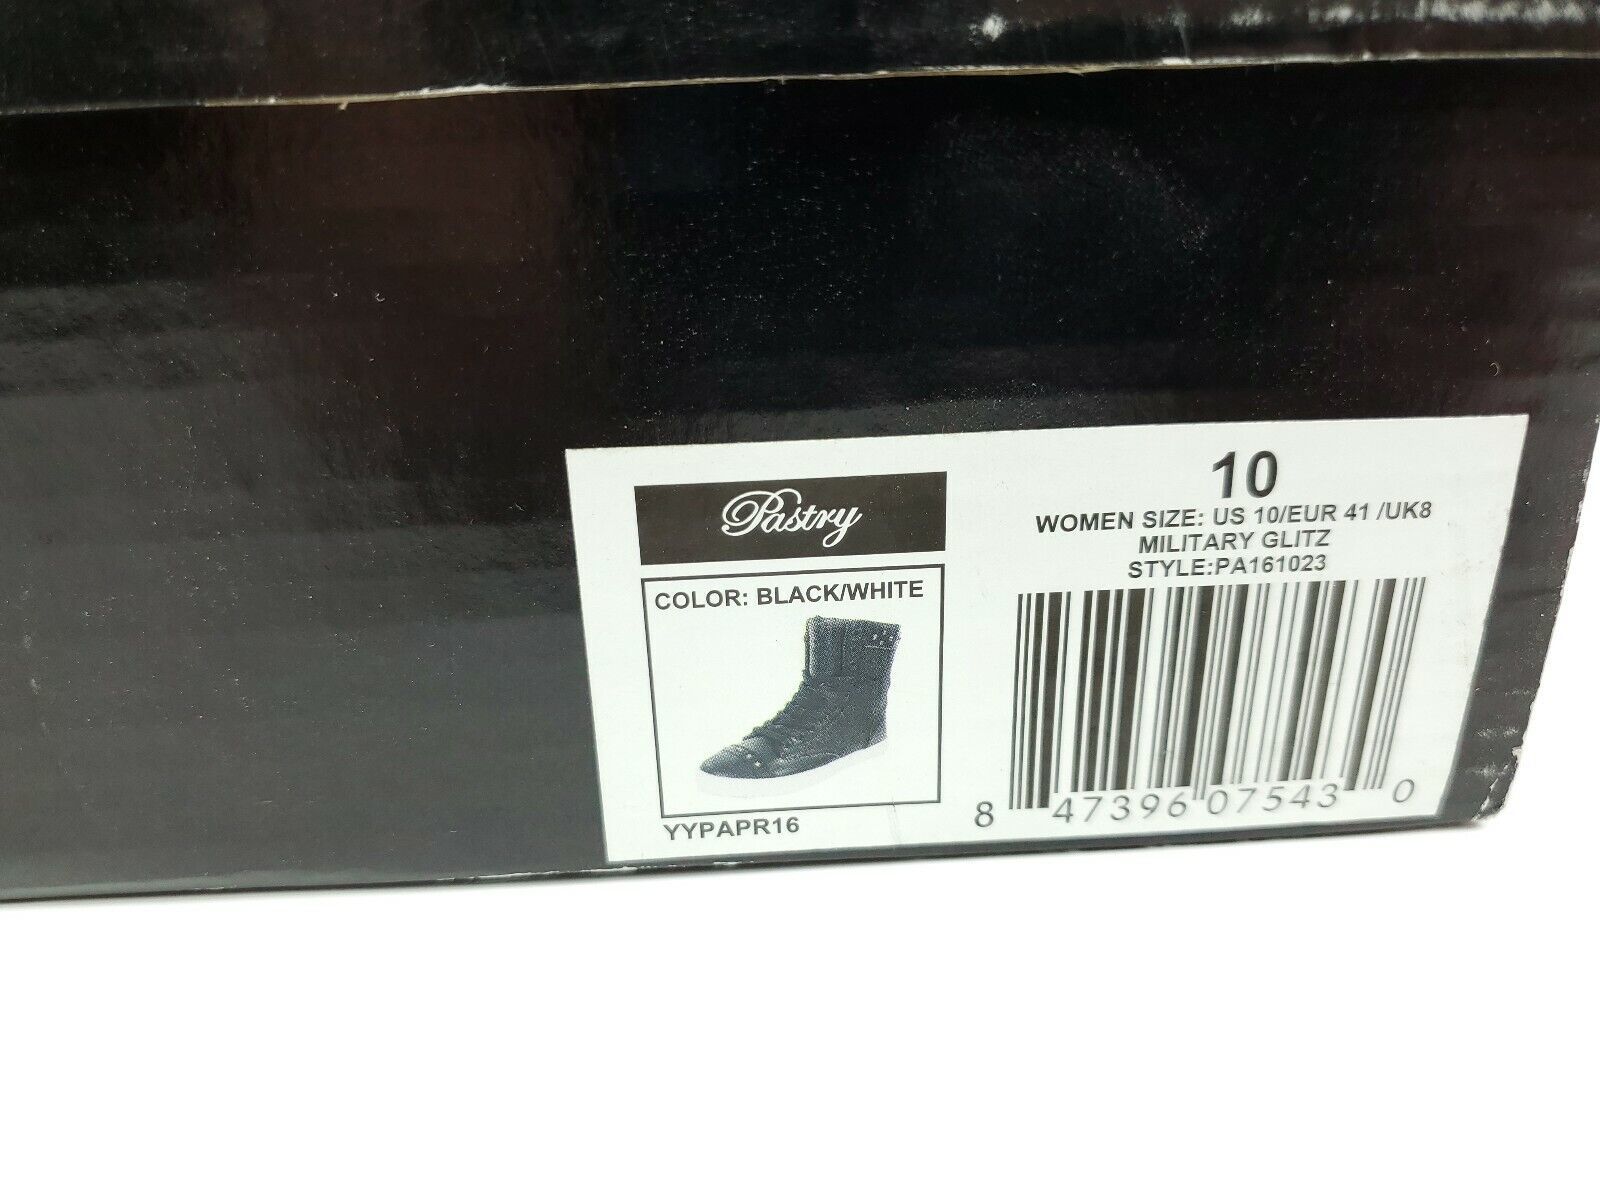 Pastry
COLOR: BLACK/WHITE
YYPAPR16
10
WOMEN SIZE: US 10/EUR 41 /UK8
MILITARY GLITZ
STYLE:PA161023
8 47396 07543 0